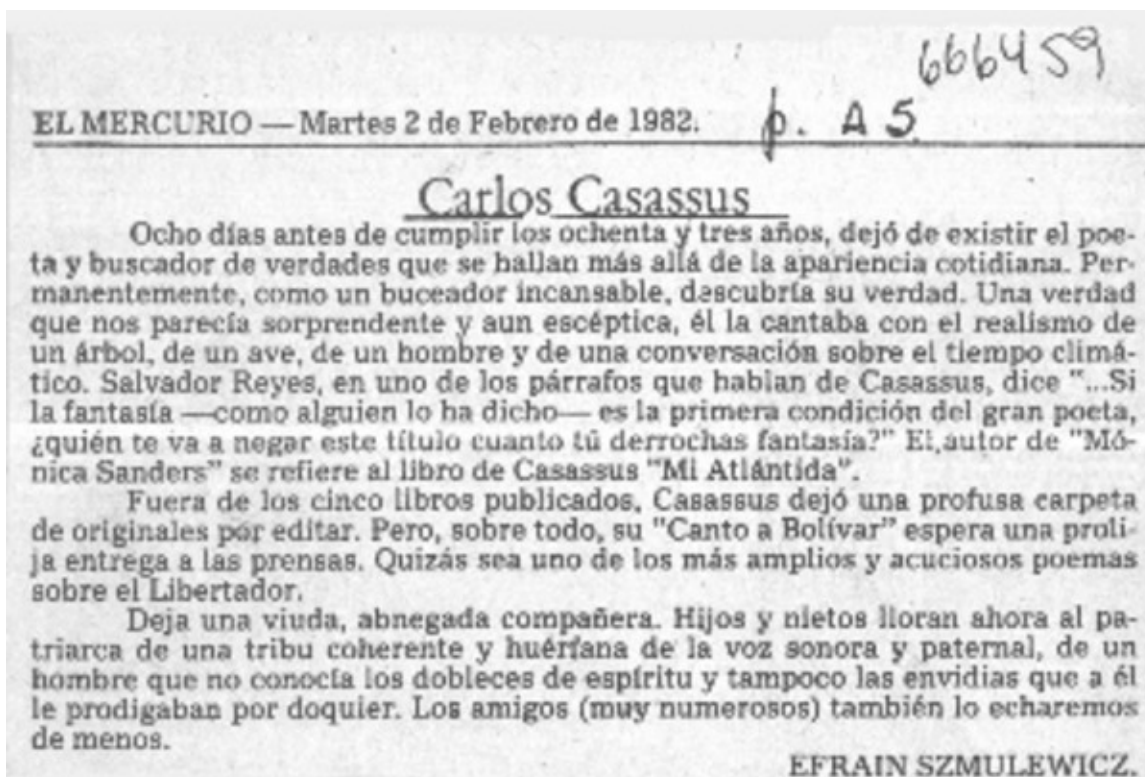 666459
EL MERCURIO — Martes 2 de Febrero de 1982. p. A 5
Carlos Casassus
Ocho días antes de cumplir los ochenta y tres años, dejó de existir el poe-
ta y buscador de verdades que se hallan más allá de la apariencia cotidiana. Per-
manentemente, como un buceador incansable, descubría su verdad. Una verdad
que nos parecía sorprendente y aun escéptica, él la cantaba con el realismo de
un árbol, de un ave, de un hombre y de una conversación sobre el tiempo climá-
tico. Salvador Reyes, en uno de los párrafos que hablan de Casassus, dice "...Si
la fantasía —como alguien lo ha dicho— es la primera condición del gran poeta,
¿quién te va a negar este título cuanto tú derrochas fantasía?" El autor de "Mó-
nica Sanders" se refiere al libro de Casassus "Mi Atlántida".
Fuera de los cinco libros publicados, Casassus dejó una profusa carpeta
de originales por editar. Pero, sobre todo, su "Canto a Bolívar" espera una proli-
ja entrega a las prensas. Quizás sea uno de los más amplios y acuciosos poemas
sobre el Libertador.
Deja una viuda, abnegada compañera. Hijos y nietos lloran ahora al pa-
triarca de una tribu coherente y huérfana de la voz sonora y paternal, de un
hombre que no conocía los dobleces de espíritu y tampoco las envidias que a él
le prodigaban por doquier. Los amigos (muy numerosos) también lo echaremos
de menos.
EFRAIN SZMULEWICZ.